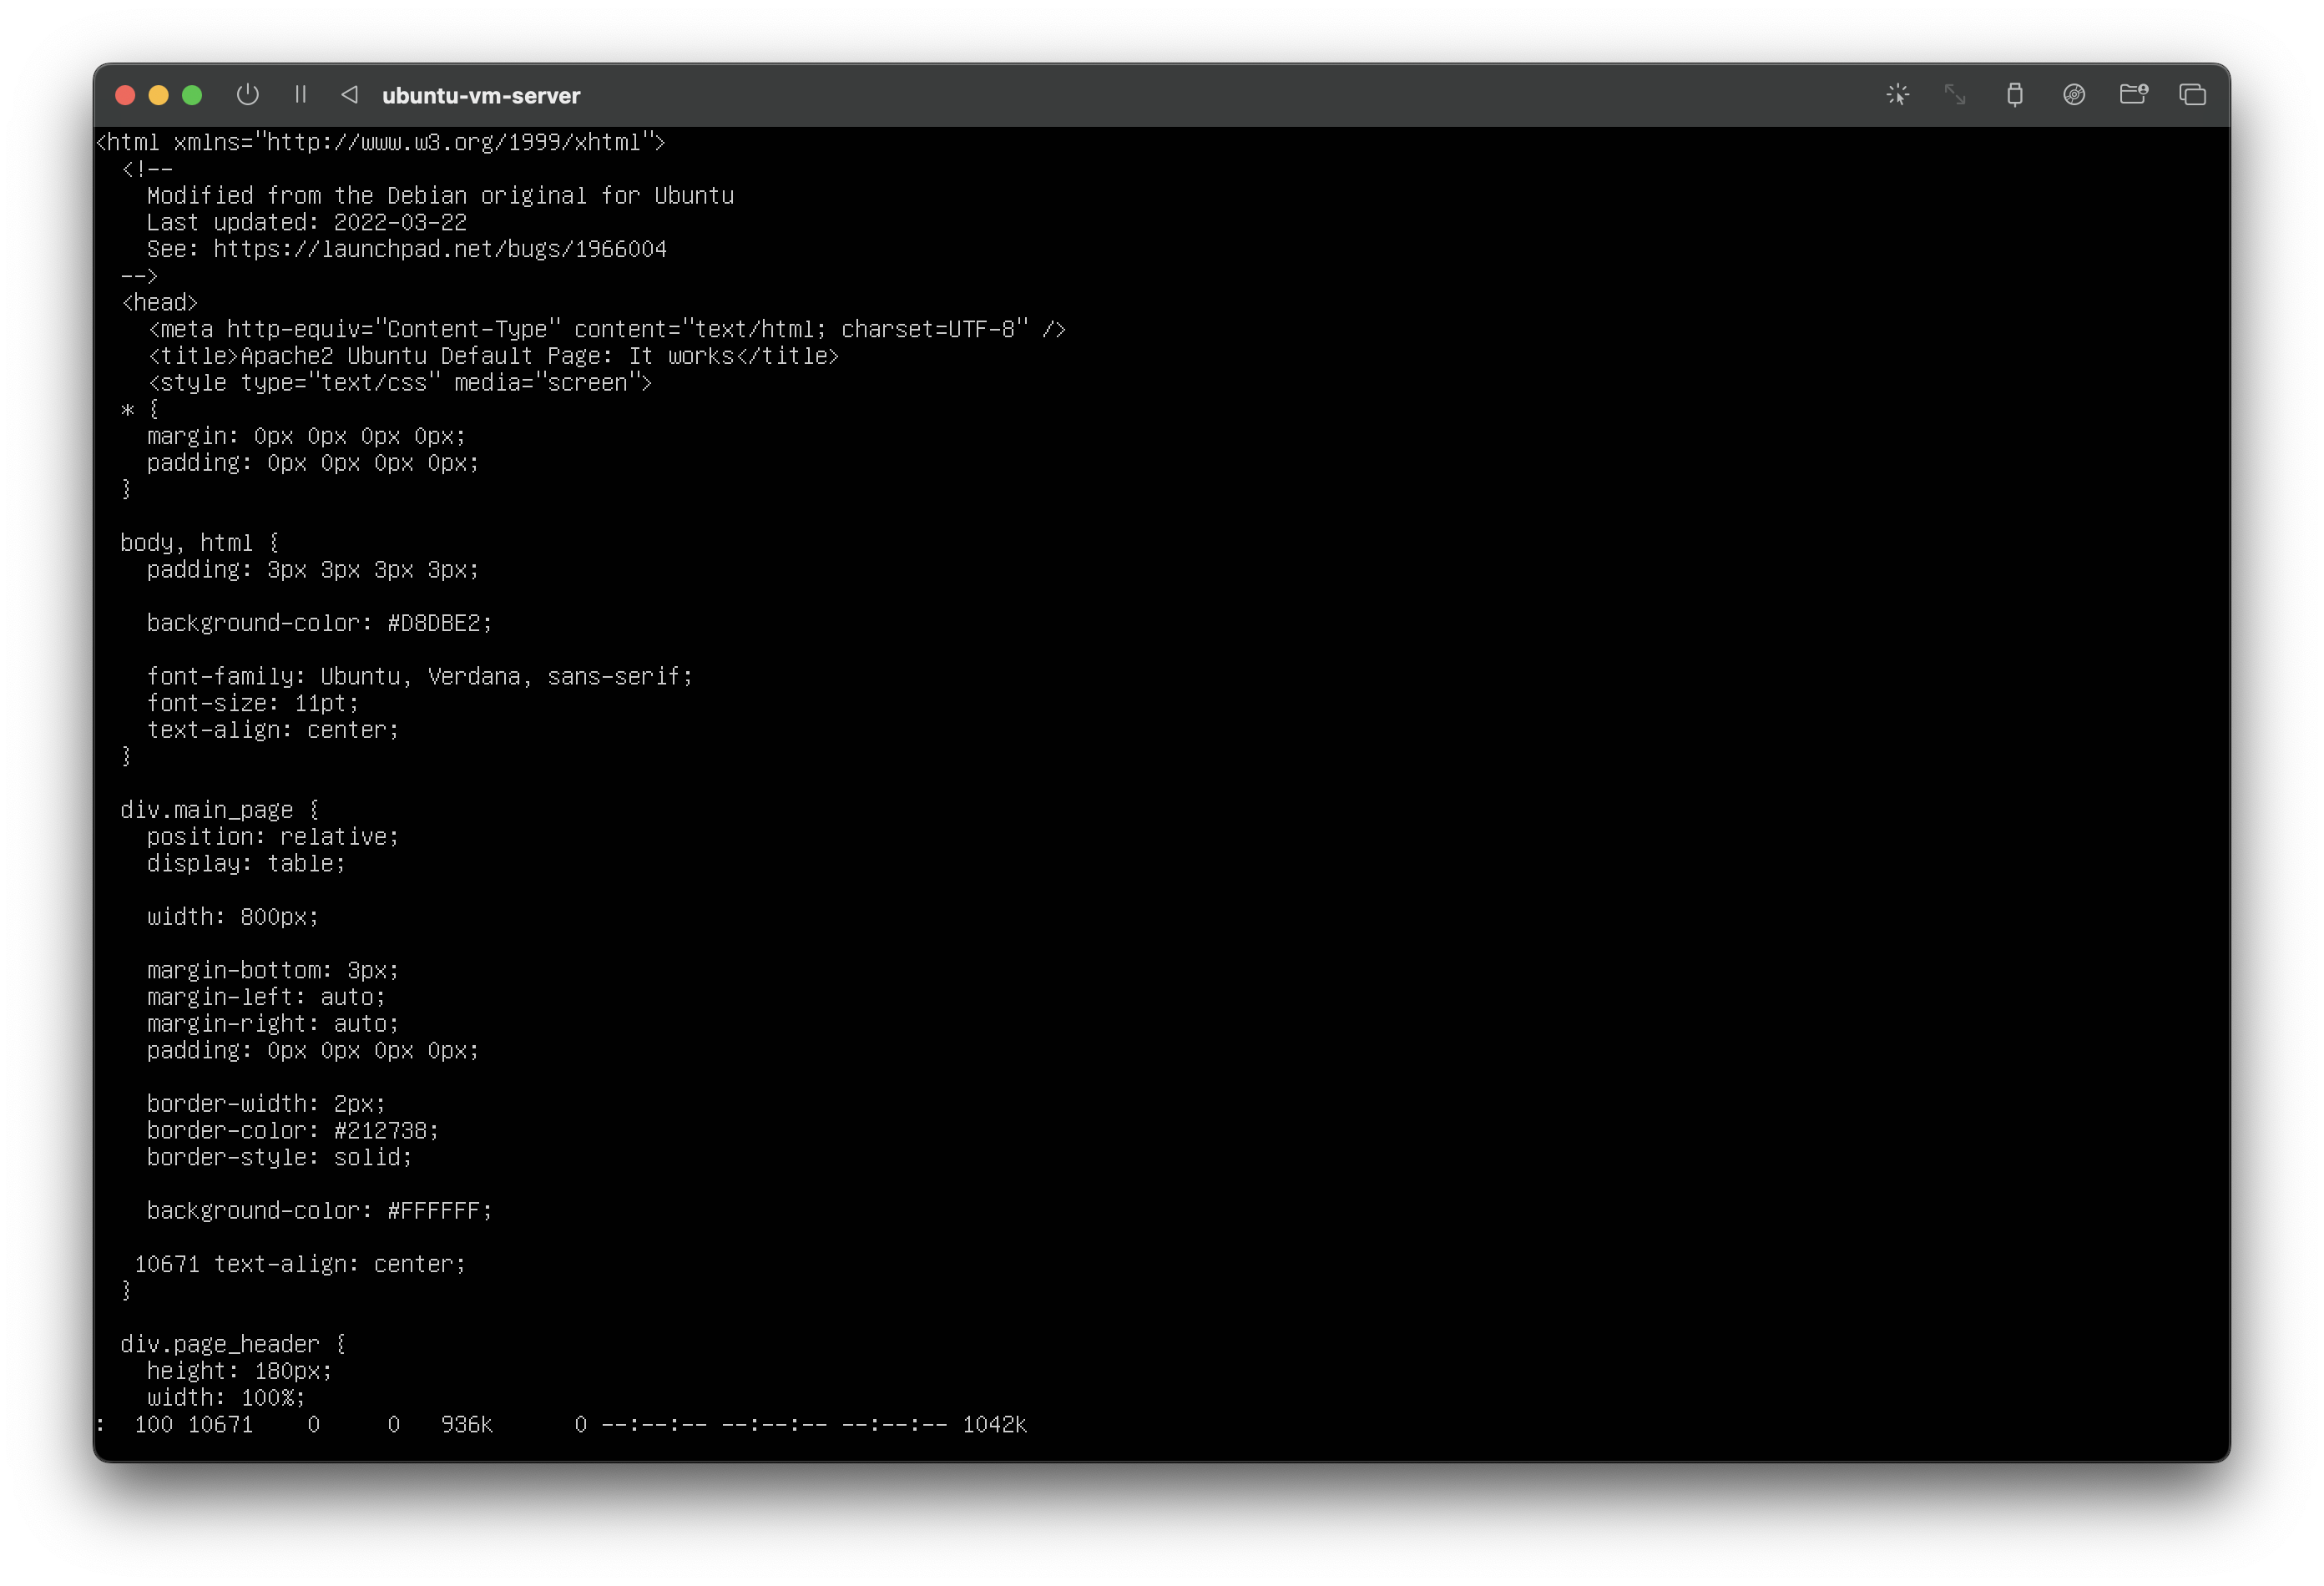 ubuntu-vm-server
<html xmlns="http://www.w3.org/1999/xhtml">
  <!--
    Modified from the Debian original for Ubuntu
    Last updated: 2022-03-22
    See: https://launchpad.net/bugs/1966004
  -->
  <head>
    <meta http-equiv="Content-Type" content="text/html; charset=UTF-8" />
    <title>Apache2 Ubuntu Default Page: It works</title>
    <style type="text/css" media="screen">
  * {
    margin: 0px 0px 0px 0px;
    padding: 0px 0px 0px 0px;
  }

  body, html {
    padding: 3px 3px 3px 3px;

    background-color: #D8DBE2;

    font-family: Ubuntu, Verdana, sans-serif;
    font-size: 11pt;
    text-align: center;
  }

  div.main_page {
    position: relative;
    display: table;

    width: 800px;

    margin-bottom: 3px;
    margin-left: auto;
    margin-right: auto;
    padding: 0px 0px 0px 0px;

    border-width: 2px;
    border-color: #212738;
    border-style: solid;

    background-color: #FFFFFF;

   10671 text-align: center;
  }

  div.page_header {
    height: 180px;
    width: 100%;
:  100 10671    0     0   936k      0 --:--:-- --:--:-- --:--:-- 1042k